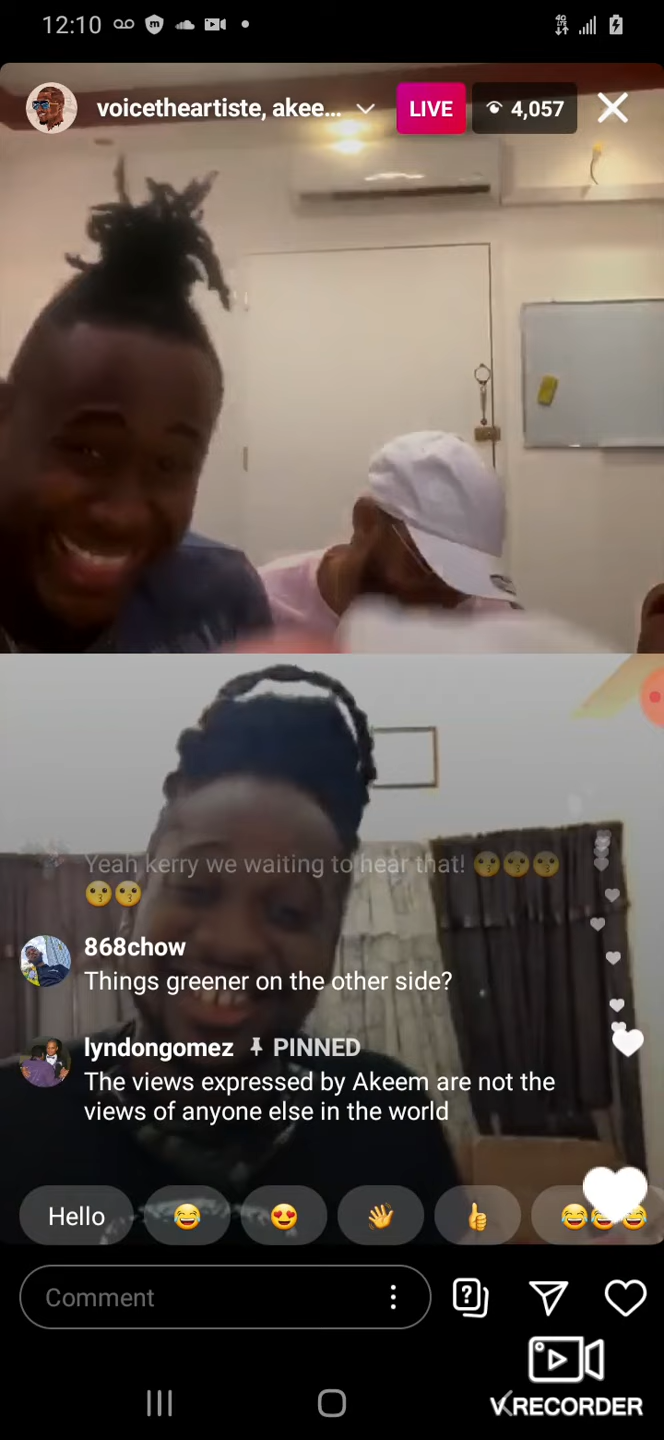 12:10
voicetheartiste, akee...
LIVE
4,057
Yeah kerry we waiting to hear that! 😗😗😗
😗😗
868chow
Things greener on the other side?
lyndongomez PINNED
The views expressed by Akeem are not the
views of anyone else in the world
Hello 😂 😍 👋 👍 😂😂😂
Comment
VRECORDER